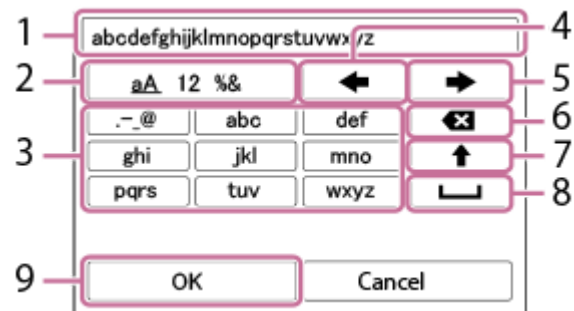 1 abcdefghijklmnopqrstuvwxyz 4
2 aA 12 %& 5
.-_@ abc def 6
3 ghi jkl mno 7
pqrs tuv wxyz 8
9 OK Cancel